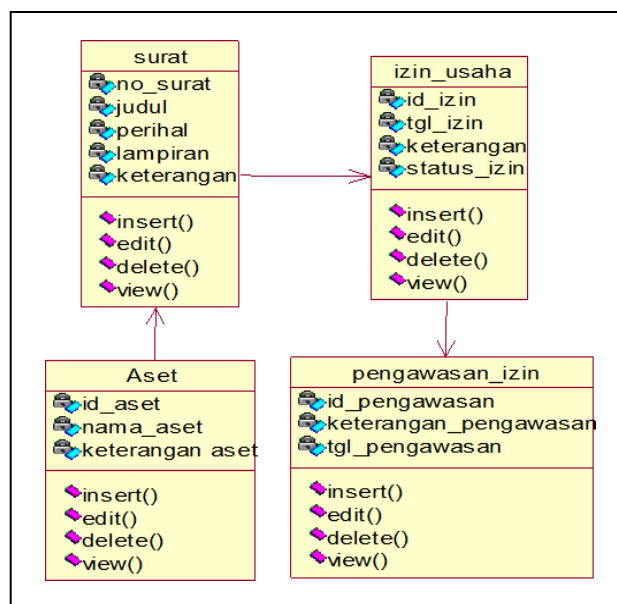 surat
no_surat
judul
perihal
lampiran
keterangan
insert()
edit()
delete()
view()
izin_usaha
id_izin
tgl_izin
keterangan
status_izin
insert()
edit()
delete()
view()
Aset
id_aset
nama_aset
keterangan aset
insert()
edit()
delete()
view()
pengawasan_izin
id_pengawasan
keterangan_pengawasan
tgl_pengawasan
insert()
edit()
delete()
view()